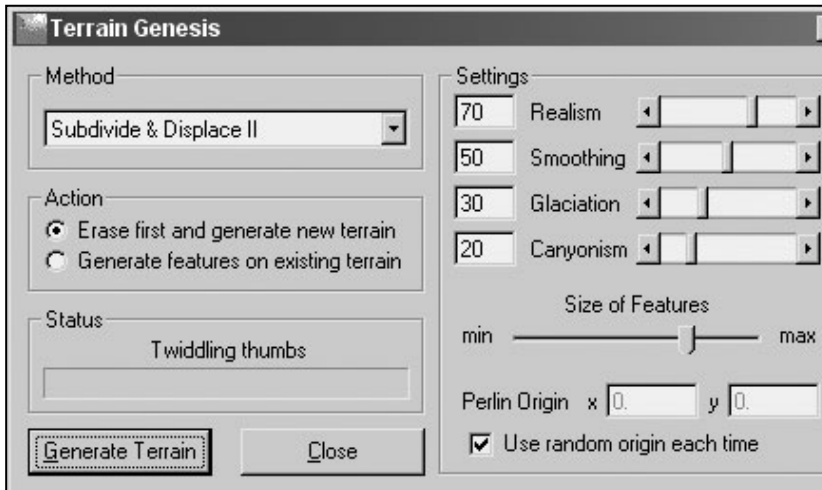 Terrain Genesis
Method
Subdivide & Displace II
Action
Erase first and generate new terrain
Generate features on existing terrain
Status
Twiddling thumbs
Generate Terrain
Close
Settings
70 Realism
50 Smoothing
30 Glaciation
20 Canyonism
Size of Features
min max
Perlin Origin x 0. y 0.
Use random origin each time